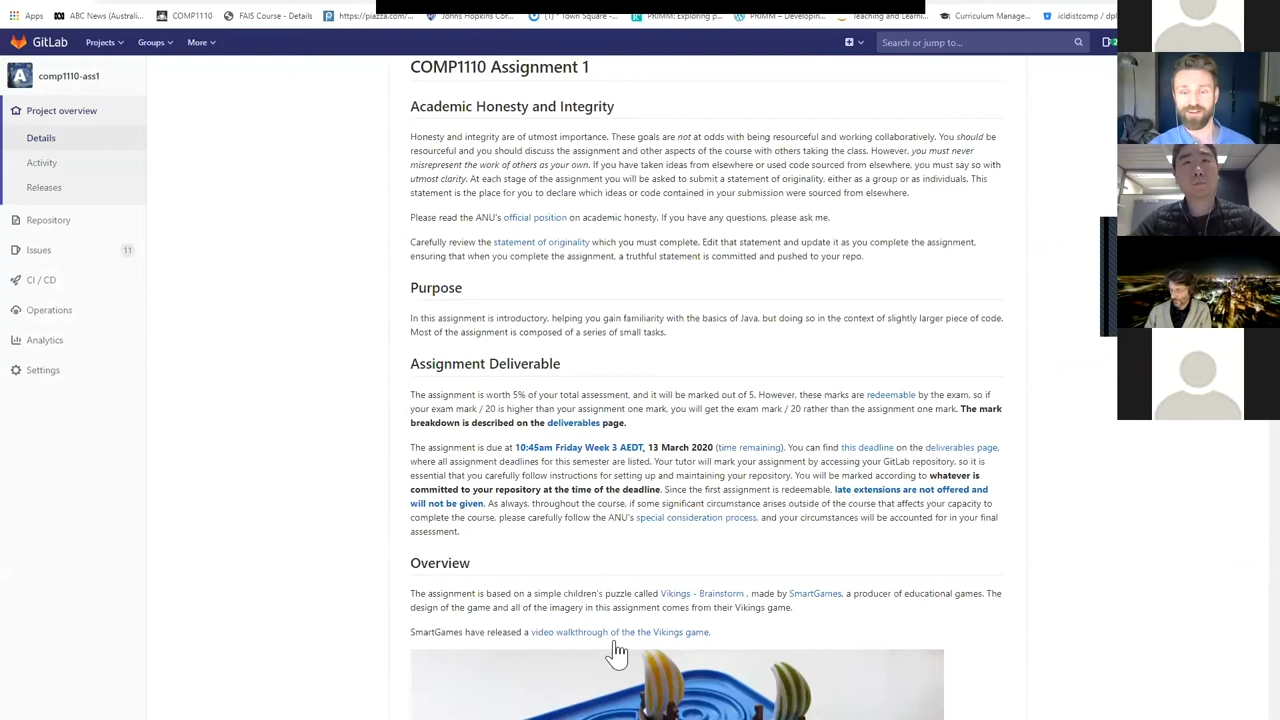 Apps
ABC News (Australi...
COMP1110
FAIS Course - Details
https://piazza.com/...
Johns Hopkins Cor...
(1) * Town Square -...
PRIMM: Exploring p...
PRIMM – Developin...
Teaching and Learni...
Curriculum Manage...
icldistcomp / dpl
GitLab
Projects
Groups
More
Search or jump to...
A
comp1110-ass1
Project overview
Details
Activity
Releases
Repository
Issues
11
CI / CD
Operations
Analytics
Settings
COMP1110 Assignment 1
Academic Honesty and Integrity
Honesty and integrity are of utmost importance. These goals are not at odds with being resourceful and working collaboratively. You should be
resourceful and you should discuss the assignment and other aspects of the course with others taking the class. However, you must never
misrepresent the work of others as your own. If you have taken ideas from elsewhere or used code sourced from elsewhere, you must say so with
utmost clarity. At each stage of the assignment you will be asked to submit a statement of originality, either as a group or as individuals. This
statement is the place for you to declare which ideas or code contained in your submission were sourced from elsewhere.
Please read the ANU's official position on academic honesty. If you have any questions, please ask me.
Carefully review the statement of originality which you must complete. Edit that statement and update it as you complete the assignment,
ensuring that when you complete the assignment, a truthful statement is committed and pushed to your repo.
Purpose
In this assignment is introductory, helping you gain familiarity with the basics of Java, but doing so in the context of slightly larger piece of code.
Most of the assignment is composed of a series of small tasks.
Assignment Deliverable
The assignment is worth 5% of your total assessment, and it will be marked out of 5. However, these marks are redeemable by the exam, so if
your exam mark / 20 is higher than your assignment one mark, you will get the exam mark / 20 rather than the assignment one mark. The mark
breakdown is described on the deliverables page.
The assignment is due at 10:45am Friday Week 3 AEDT, 13 March 2020 (time remaining). You can find this deadline on the deliverables page,
where all assignment deadlines for this semester are listed. Your tutor will mark your assignment by accessing your GitLab repository, so it is
essential that you carefully follow instructions for setting up and maintaining your repository. You will be marked according to whatever is
committed to your repository at the time of the deadline. Since the first assignment is redeemable, late extensions are not offered and
will not be given. As always, throughout the course, if some significant circumstance arises outside of the course that affects your capacity to
complete the course, please carefully follow the ANU's special consideration process, and your circumstances will be accounted for in your final
assessment.
Overview
The assignment is based on a simple children's puzzle called Vikings - Brainstorm , made by SmartGames, a producer of educational games. The
design of the game and all of the imagery in this assignment comes from their Vikings game.
SmartGames have released a video walkthrough of the the Vikings game.